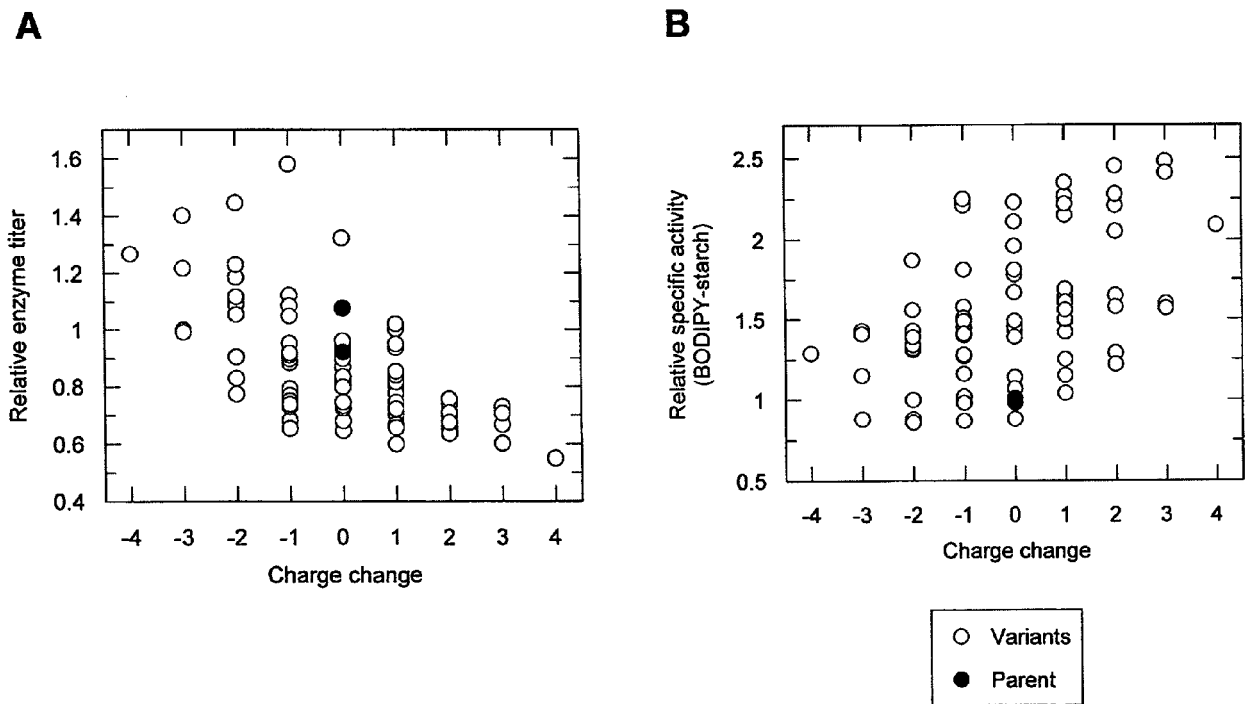 A
B
Relative enzyme titer
1.6
1.4
1.2
1
0.8
0.6
0.4
-4 -3 -2 -1 0 1 2 3 4
Charge change
Relative specific activity
(BODIPY-starch)
2.5
2
1.5
1
0.5
-4 -3 -2 -1 0 1 2 3 4
Charge change
Variants
Parent